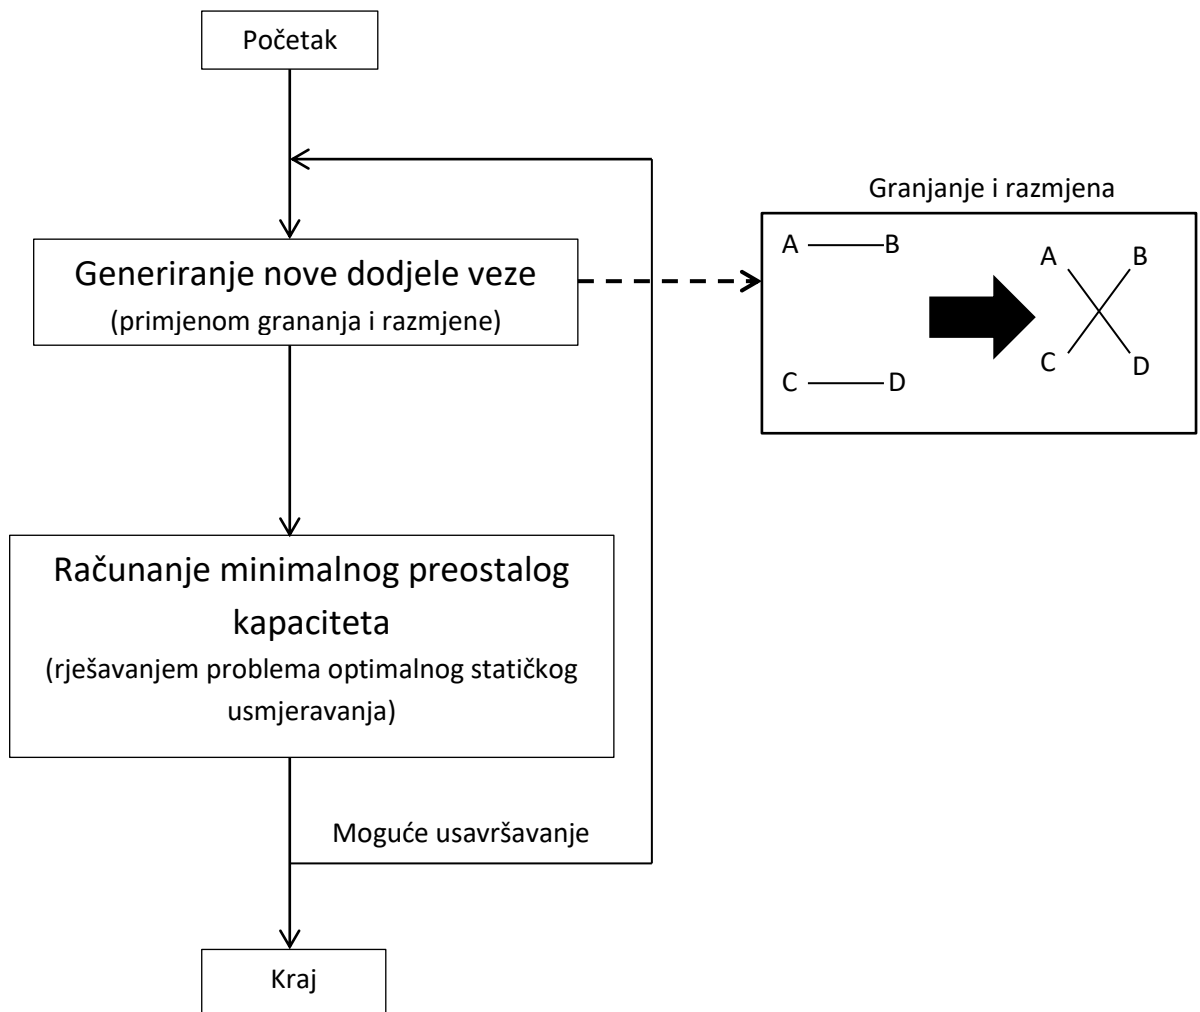 Početak
Granjanje i razmjena
Generiranje nove dodjele veze
(primjenom grananja i razmjene)
A B
C D
A B
C D
Računanje minimalnog preostalog
kapaciteta
(rješavanjem problema optimalnog statičkog
usmjeravanja)
Moguće usavršavanje
Kraj